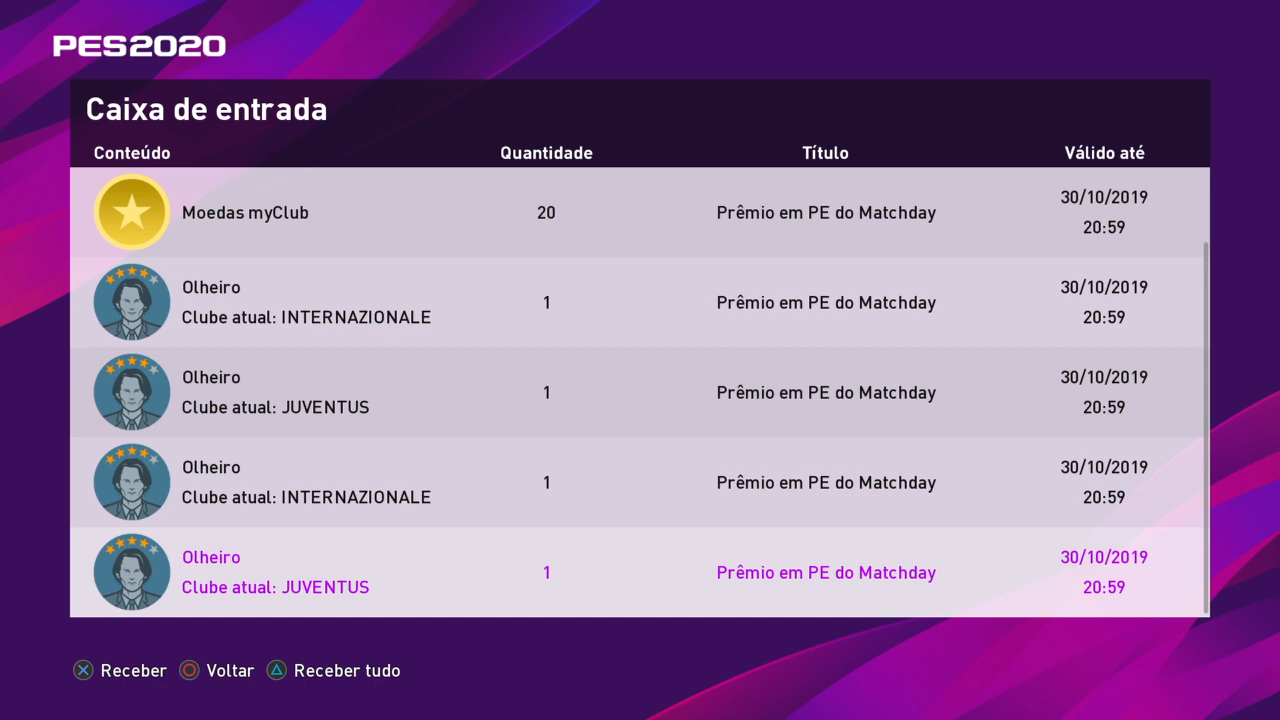 PES2020
Caixa de entrada
Conteúdo Quantidade Título Válido até
Moedas myClub 20 Prêmio em PE do Matchday 30/10/2019 20:59
Olheiro
Clube atual: INTERNAZIONALE 1 Prêmio em PE do Matchday 30/10/2019 20:59
Olheiro
Clube atual: JUVENTUS 1 Prêmio em PE do Matchday 30/10/2019 20:59
Olheiro
Clube atual: INTERNAZIONALE 1 Prêmio em PE do Matchday 30/10/2019 20:59
Olheiro
Clube atual: JUVENTUS 1 Prêmio em PE do Matchday 30/10/2019 20:59
Receber Voltar Receber tudo